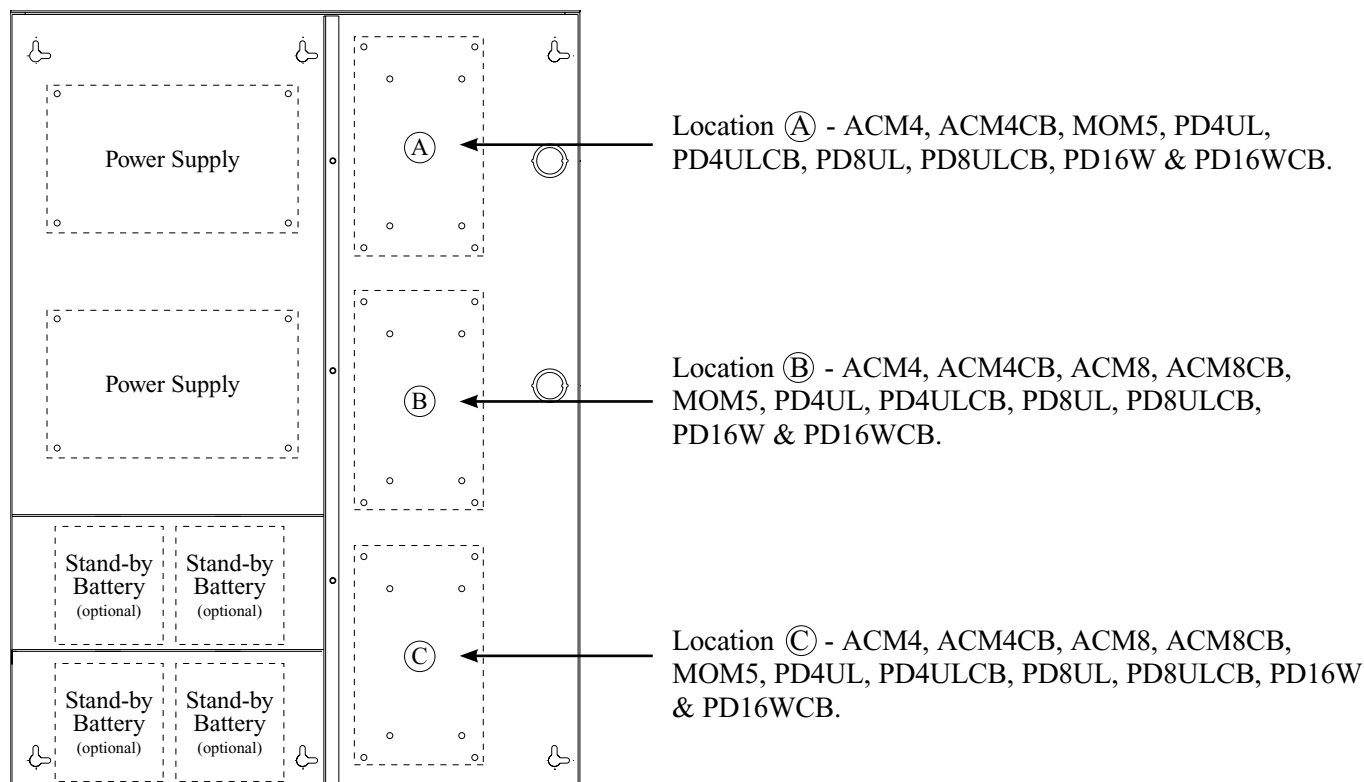 Power Supply
Power Supply
Stand-by
Battery
(optional)
Stand-by
Battery
(optional)
Stand-by
Battery
(optional)
Stand-by
Battery
(optional)
A
Location Ⓐ - ACM4, ACM4CB, MOM5, PD4UL,
PD4ULCB, PD8UL, PD8ULCB, PD16W & PD16WCB.
B
Location Ⓑ - ACM4, ACM4CB, ACM8, ACM8CB,
MOM5, PD4UL, PD4ULCB, PD8UL, PD8ULCB,
PD16W & PD16WCB.
C
Location Ⓒ - ACM4, ACM4CB, ACM8, ACM8CB,
MOM5, PD4UL, PD4ULCB, PD8UL, PD8ULCB, PD16W
& PD16WCB.